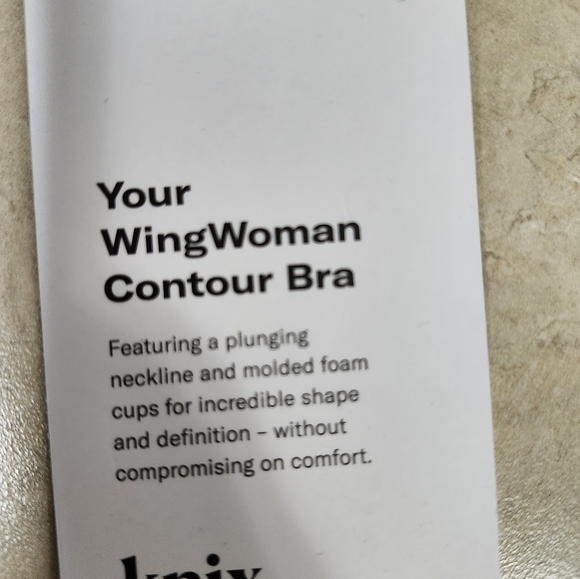 Your
WingWoman
Contour Bra
Featuring a plunging
neckline and molded foam
cups for incredible shape
and definition – without
compromising on comfort.
knix